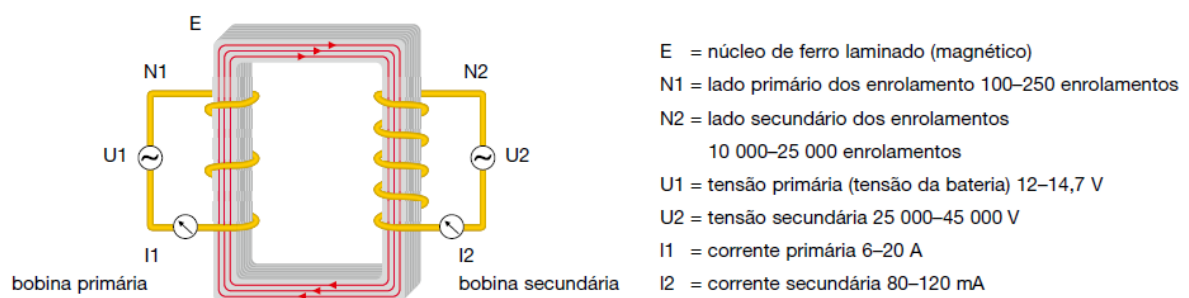 E
N1
N2
U1
U2
I1
I2
bobina primária
bobina secundária
E = núcleo de ferro laminado (magnético)
N1 = lado primário dos enrolamento 100–250 enrolamentos
N2 = lado secundário dos enrolamentos
10 000–25 000 enrolamentos
U1 = tensão primária (tensão da bateria) 12–14,7 V
U2 = tensão secundária 25 000–45 000 V
I1 = corrente primária 6–20 A
I2 = corrente secundária 80–120 mA